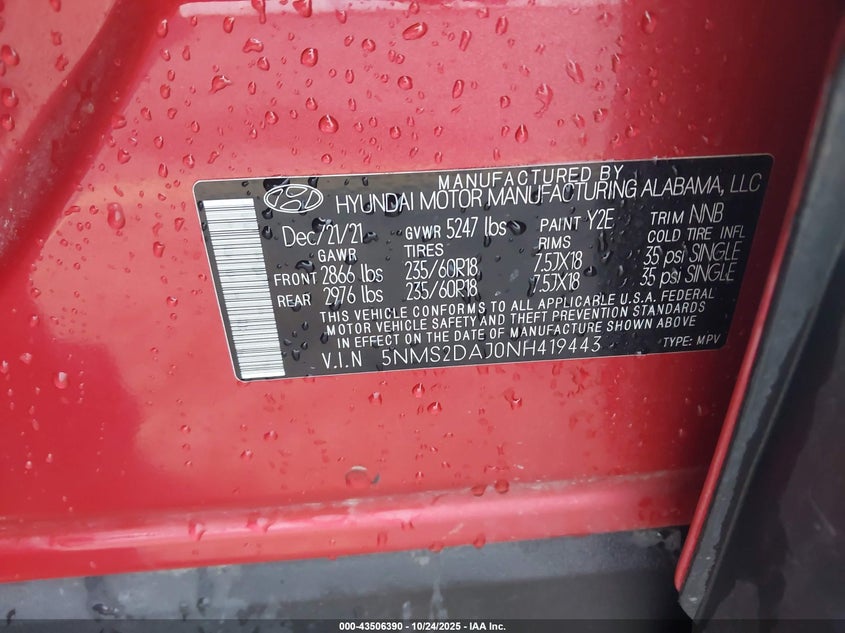 MANUFACTURED BY
HYUNDAI MOTOR MANUFACTURING ALABAMA, LLC
Dec/21/21 GVWR 5247 lbs PAINT Y2E TRIM NNB
GAWR TIRES RIMS COLD TIRE INFL
FRONT 2866 lbs 235/60R18 7.5JX18 35 psi SINGLE
REAR 2976 lbs 235/60R18 7.5JX18 35 psi SINGLE
THIS VEHICLE CONFORMS TO ALL APPLICABLE U.S.A. FEDERAL
MOTOR VEHICLE SAFETY AND THEFT PREVENTION STANDARDS
IN EFFECT ON THE DATE OF MANUFACTURE SHOWN ABOVE.
V.I.N 5NMS2DAJ0NH419443 TYPE: MPV
000-43506390 - 10/24/2025 - IAA Inc.